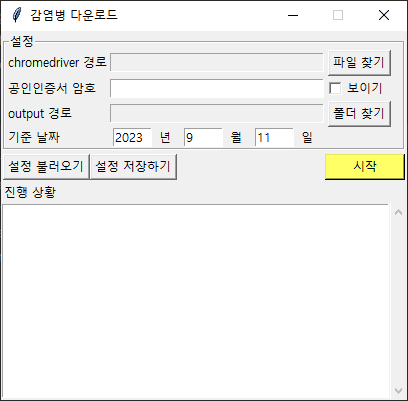 감염병 다운로드
설정
chromedriver 경로 파일 찾기
공인인증서 암호 보이기
output 경로 폴더 찾기
기준 날짜 2023 년 9 월 11 일
설정 불러오기 설정 저장하기 시작
진행 상황